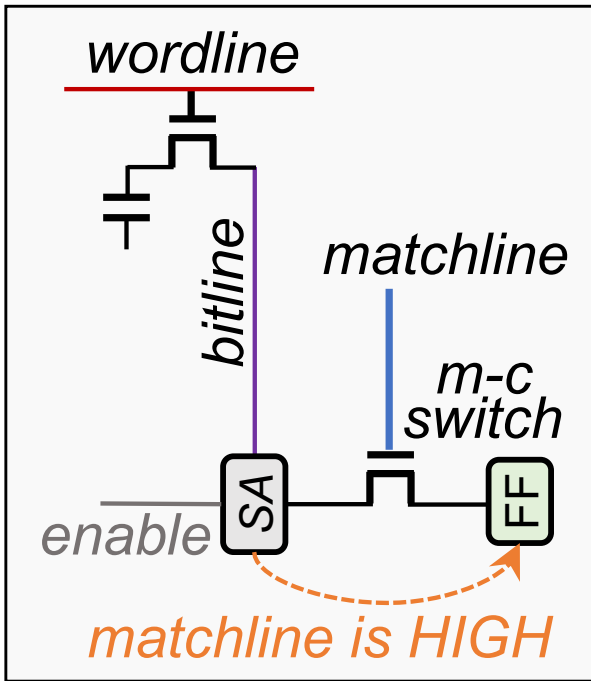 wordline
bitline
matchline
m-c
switch
SA
FF
enable
matchline is HIGH